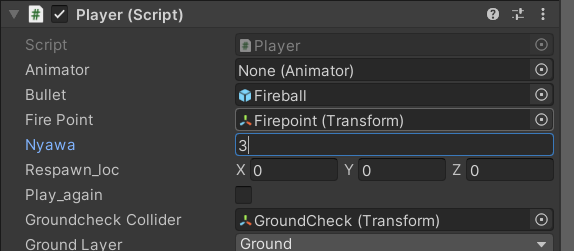 Player (Script)
Script Player
Animator None (Animator)
Bullet Fireball
Fire Point Firepoint (Transform)
Nyawa 3
Respawn_loc X 0 Y 0 Z 0
Play_again
Groundcheck Collider GroundCheck (Transform)
Ground Layer Ground